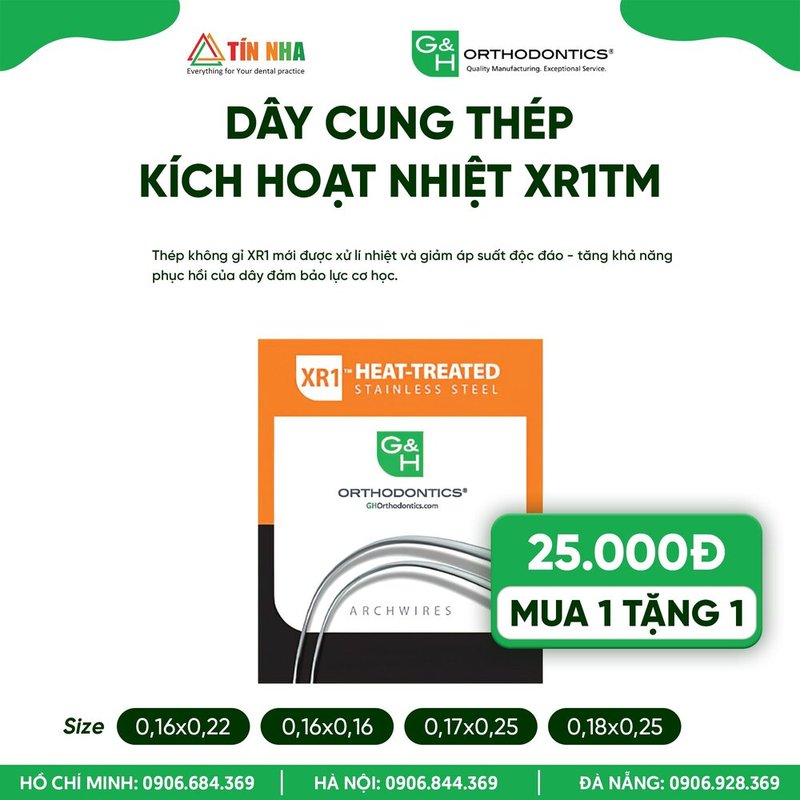 TÍN NHA
Everything for Your dental practice
G&H
ORTHODONTICS®
Quality Manufacturing. Exceptional Service.
DÂY CUNG THÉP
KÍCH HOẠT NHIỆT XR1TM
Thép không gỉ XR1 mới được xử lí nhiệt và giảm áp suất độc đáo - tăng khả năng
phục hồi của dây đảm bảo lực cơ học.
XR1™ HEAT-TREATED
STAINLESS STEEL
G&H
ORTHODONTICS®
GHOrthodontics.com
ARCHWIRES
25.000Đ
MUA 1 TẶNG 1
Size 0,16x0,22 0,16x0,16 0,17x0,25 0,18x0,25
HỒ CHÍ MINH: 0906.684.369 | HÀ NỘI: 0906.844.369 | ĐÀ NẴNG: 0906.928.369